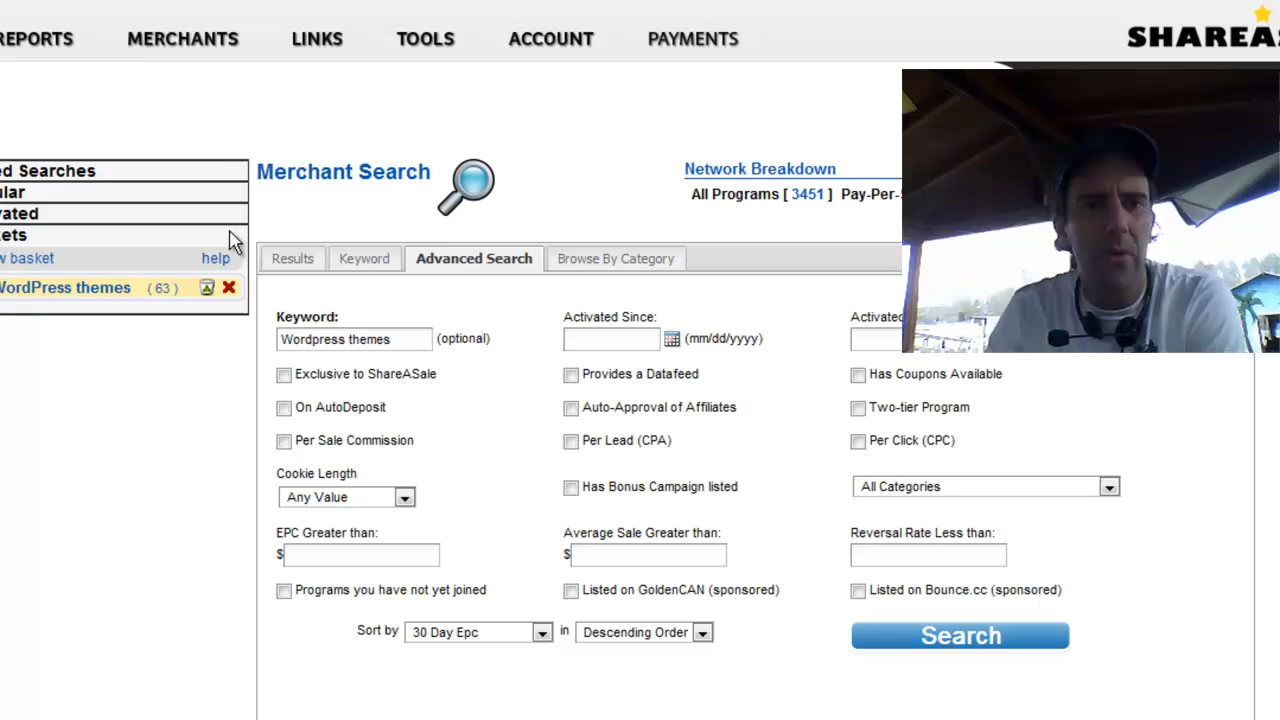 REPORTS MERCHANTS LINKS TOOLS ACCOUNT PAYMENTS SHAREAS
ed Searches
ular
vated
kets
w basket help
WordPress themes ( 63 )
Merchant Search
Network Breakdown
All Programs [ 3451 ] Pay-Per-S
Results Keyword Advanced Search Browse By Category
Keyword: Activated Since: Activated
Wordpress themes (optional) (mm/dd/yyyy)
Exclusive to ShareASale Provides a Datafeed Has Coupons Available
On AutoDeposit Auto-Approval of Affiliates Two-tier Program
Per Sale Commission Per Lead (CPA) Per Click (CPC)
Cookie Length
Any Value Has Bonus Campaign listed All Categories
EPC Greater than: Average Sale Greater than: Reversal Rate Less than:
$ $
Programs you have not yet joined Listed on GoldenCAN (sponsored) Listed on Bounce.cc (sponsored)
Sort by 30 Day Epc in Descending Order Search